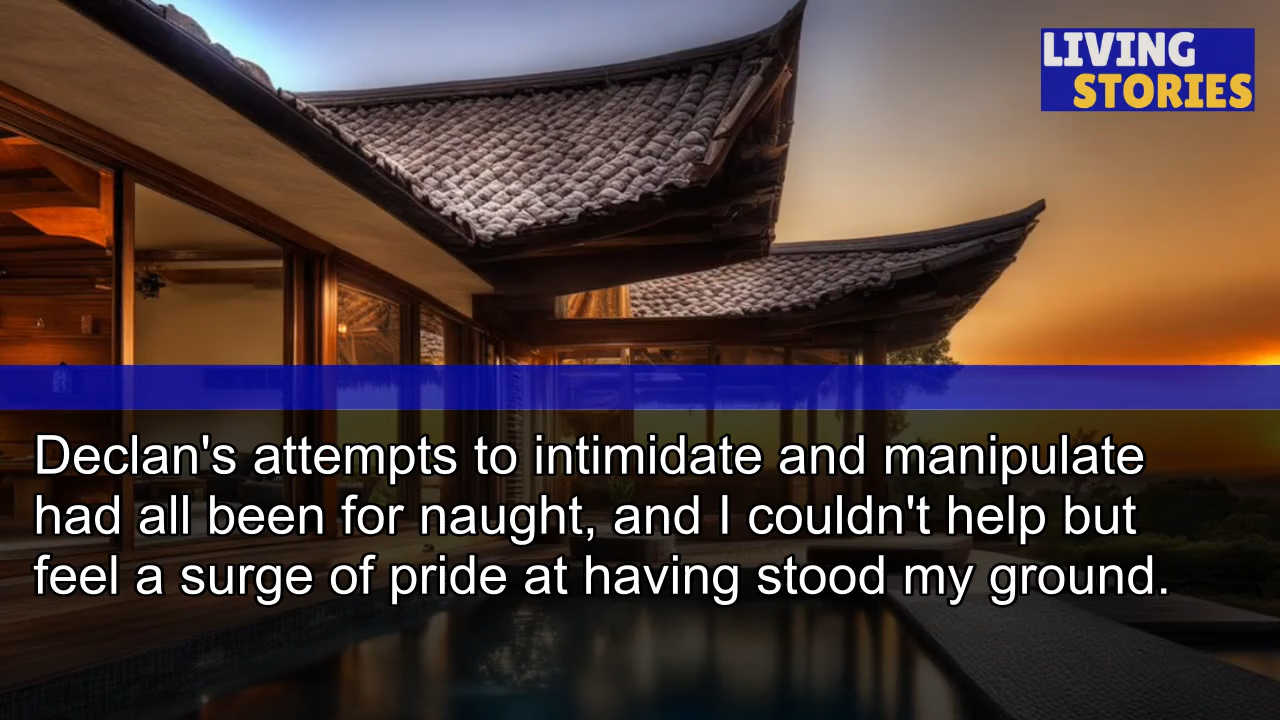 LIVING
STORIES
Declan's attempts to intimidate and manipulate
had all been for naught, and I couldn't help but
feel a surge of pride at having stood my ground.